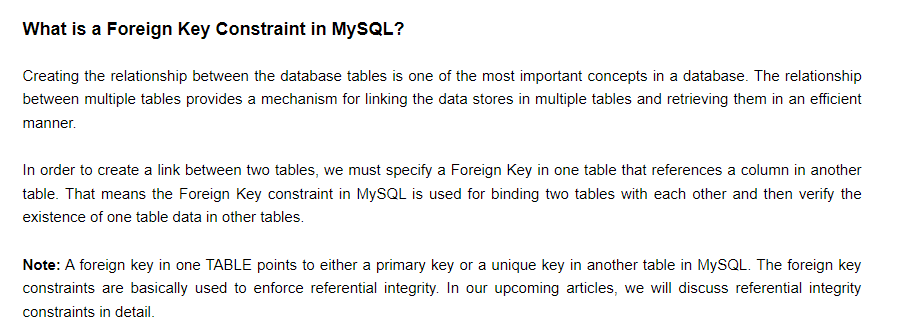 What is a Foreign Key Constraint in MySQL?
Creating the relationship between the database tables is one of the most important concepts in a database. The relationship
between multiple tables provides a mechanism for linking the data stores in multiple tables and retrieving them in an efficient
manner.
In order to create a link between two tables, we must specify a Foreign Key in one table that references a column in another
table. That means the Foreign Key constraint in MySQL is used for binding two tables with each other and then verify the
existence of one table data in other tables.
Note: A foreign key in one TABLE points to either a primary key or a unique key in another table in MySQL. The foreign key
constraints are basically used to enforce referential integrity. In our upcoming articles, we will discuss referential integrity
constraints in detail.